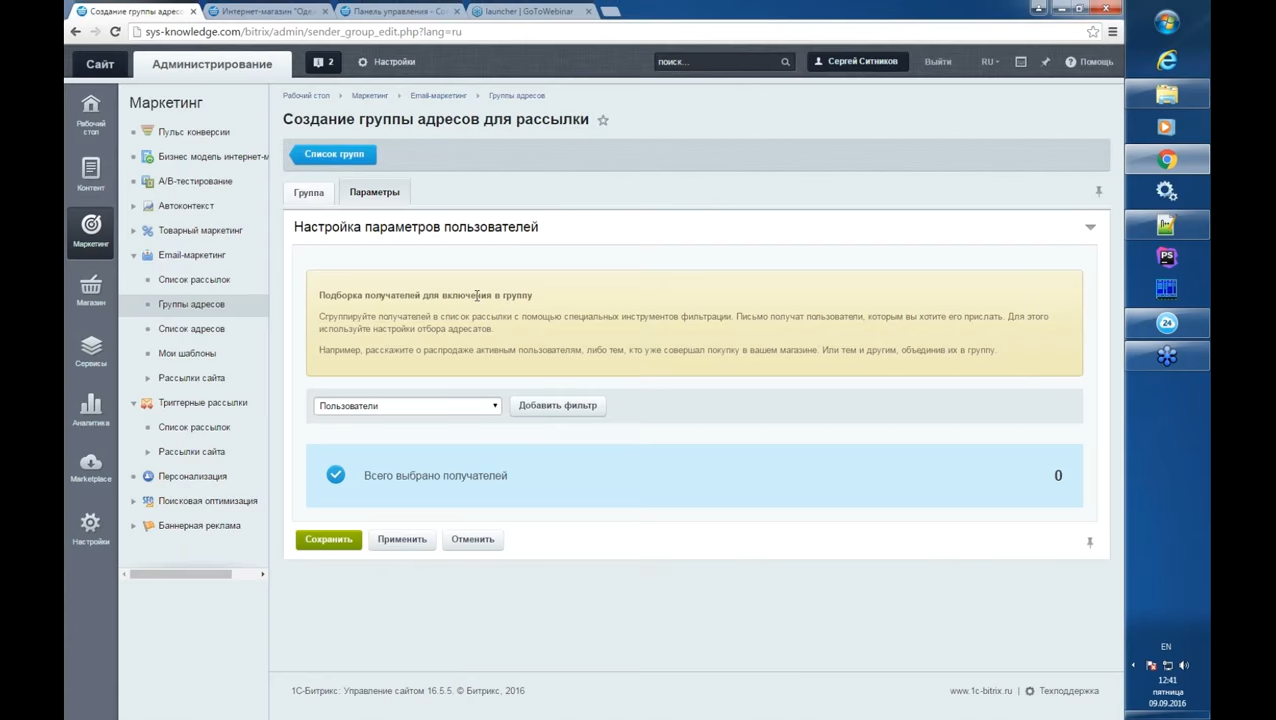 Создание группы адресо
Интернет-магазин "Оде
Панель управления - Со
launcher | GoToWebinar
sys-knowledge.com/bitrix/admin/sender_group_edit.php?lang=ru
Сайт
Администрирование
2
Настройки
поиск...
Сергей Ситников
Выйти
RU
Помощь
Рабочий стол
Контент
Маркетинг
Магазин
Сервисы
Аналитика
Marketplace
Настройки
Маркетинг
Пульс конверсии
Бизнес модель интернет-м
A/B-тестирование
Автоконтекст
Товарный маркетинг
Email-маркетинг
Список рассылок
Группы адресов
Список адресов
Мои шаблоны
Рассылки сайта
Триггерные рассылки
Список рассылок
Рассылки сайта
Персонализация
Поисковая оптимизация
Баннерная реклама
Рабочий стол Маркетинг Email-маркетинг Группы адресов
Создание группы адресов для рассылки
Список групп
Группа
Параметры
Настройка параметров пользователей
Подборка получателей для включения в группу
Сгруппируйте получателей в список рассылки с помощью специальных инструментов фильтрации. Письмо получат пользователи, которым вы хотите его прислать. Для этого
используйте настройки отбора адресатов.
Например, расскажите о распродаже активным пользователям, либо тем, кто уже совершал покупку в вашем магазине. Или тем и другим, объединив их в группу.
Пользователи
Добавить фильтр
Всего выбрано получателей
0
Сохранить
Применить
Отменить
1С-Битрикс: Управление сайтом 16.5.5. © Битрикс, 2016
www.1c-bitrix.ru
Техподдержка
PS
24
EN
12:41
пятница
09.09.2016